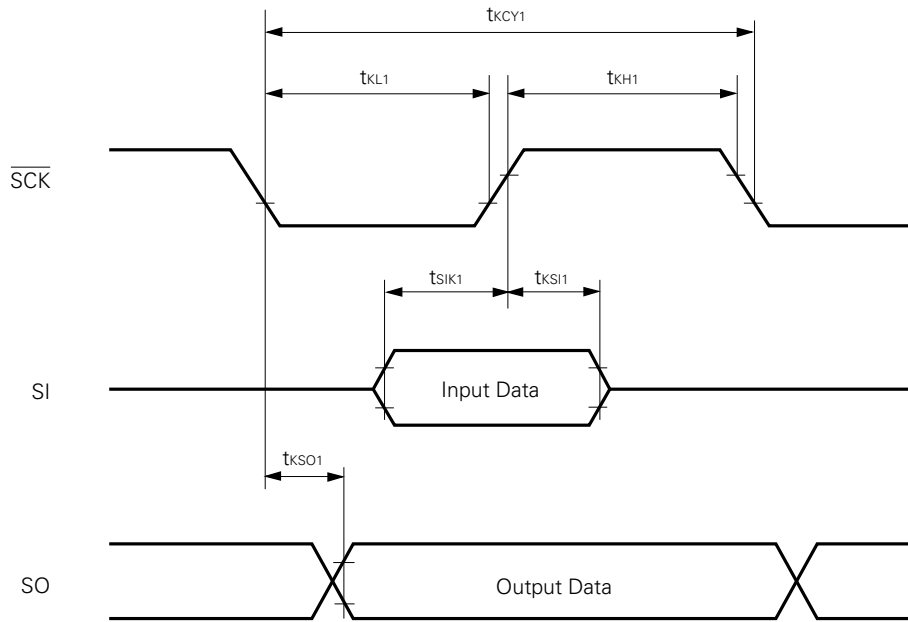 tKCY1
tKL1
tKH1
SCK
tSIK1
tKSI1
SI
Input Data
tKSO1
SO
Output Data